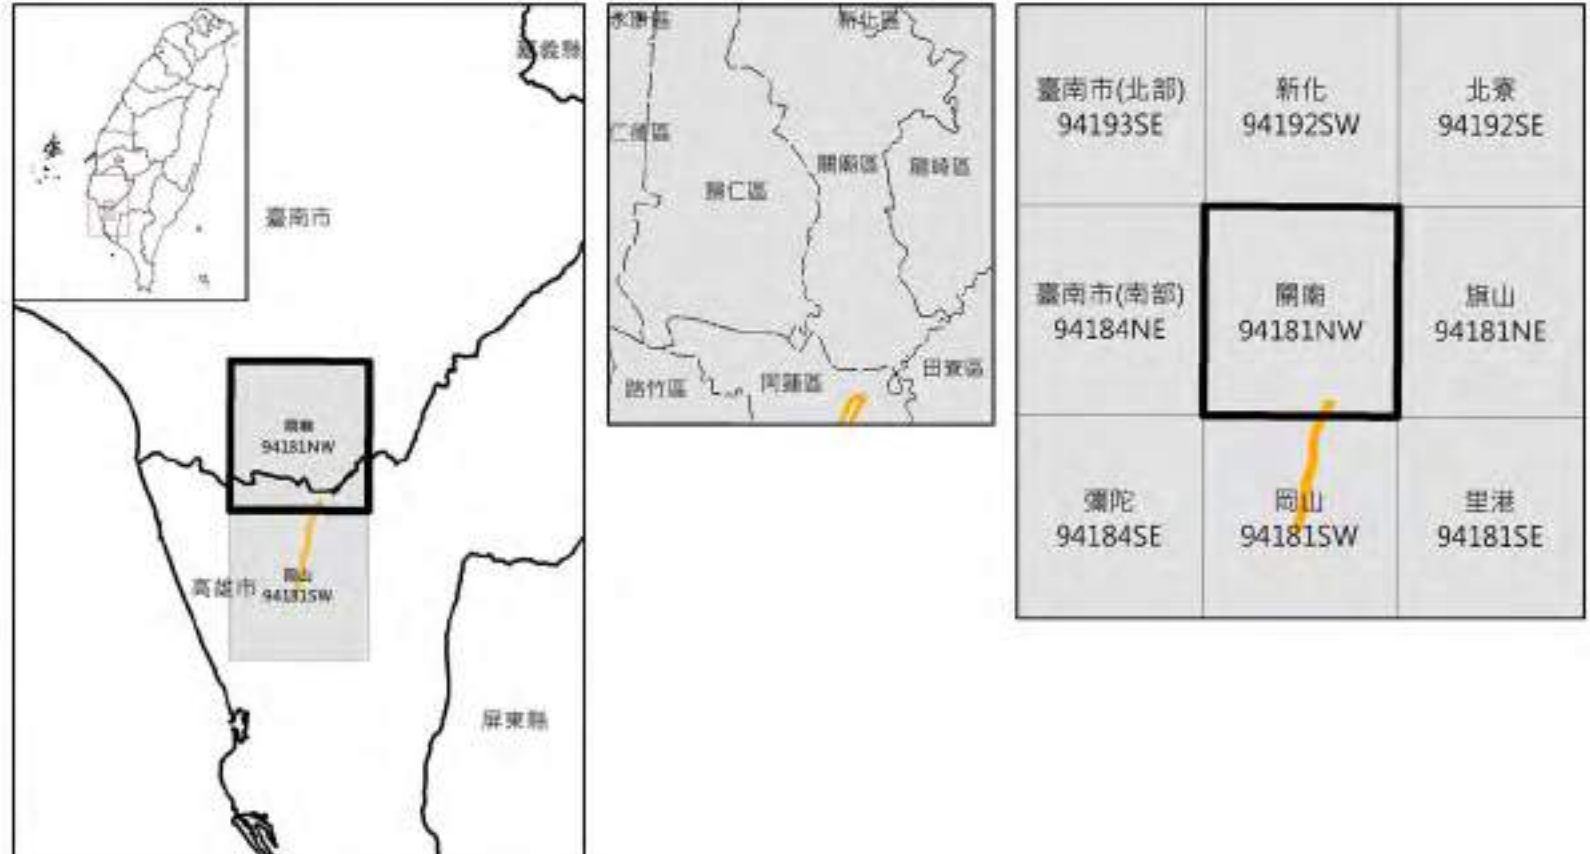 嘉義縣
臺南市
關廟
94181NW
高雄市
岡山
94181SW
屏東縣
永康區
新化區
仁德區
關廟區
龍崎區
歸仁區
田寮區
路竹區
阿蓮區
臺南市(北部)
94193SE
新化
94192SW
北寮
94192SE
臺南市(南部)
94184NE
關廟
94181NW
旗山
94181NE
彌陀
94184SE
岡山
94181SW
里港
94181SE